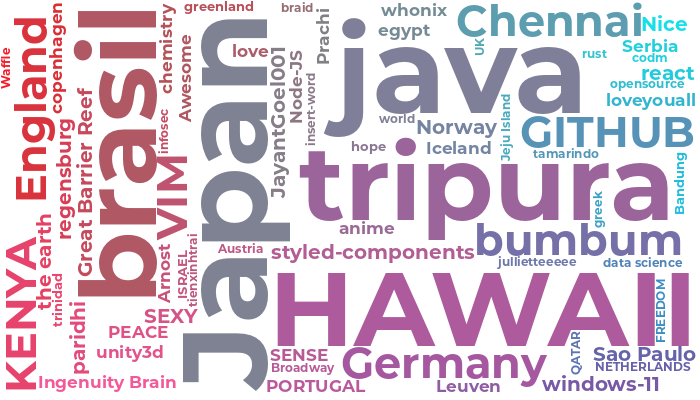 Waffle
England
KENYA
copenhagen
regensburg
the earth
trinidad
paridhi
Great Barrier Reef
brasil
chemistry
infosec
VIM
Arnost
ISRAEL
tienxinhtrai
Awesome
Japan
greenland
braid
love
JayantGoel001
Node-JS
insert-word
Prachi
whonix
egypt
java
Chennai
UK
Nice
Serbia
codm
rust
react
opensource
loveyouall
world
Norway
Jeju Island
GITHUB
hope
Iceland
tamarindo
tripura
greek
Bandung
anime
Austria
styled-components
bumbum
jullietteeeee
data science
HAWAII
FREEDOM
SEXY
PEACE
unity3d
Ingenuity Brain
SENSE
Broadway
PORTUGAL
Germany
Leuven
QATAR
Sao Paulo
NETHERLANDS
windows-11